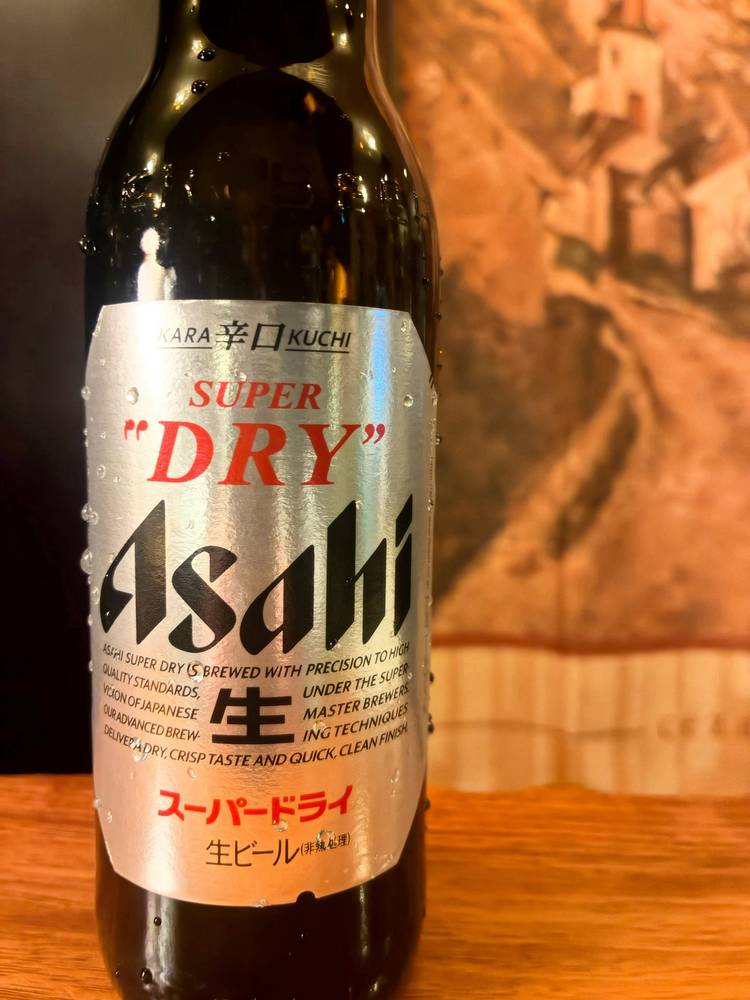 KARA 辛口 KUCHI
SUPER
"DRY"
Asahi
ASAHI SUPER DRY IS BREWED WITH PRECISION TO HIGH
QUALITY STANDARDS, UNDER THE SUPER-
VISION OF JAPANESE MASTER BREWERS.
OUR ADVANCED BREW- ING TECHNIQUES
生
DELIVER A DRY, CRISP TASTE AND QUICK, CLEAN FINISH.
スーパードライ
生ビール(非熱処理)